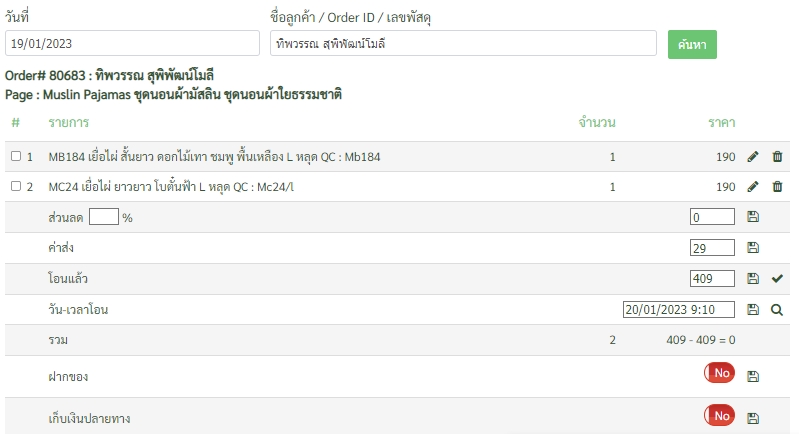 วันที่ ชื่อลูกค้า / Order ID / เลขพัสดุ
19/01/2023 ทิพวรรณ สุพิพัฒน์โมลี ค้นหา
Order# 80683 : ทิพวรรณ สุพิพัฒน์โมลี
Page : Muslin Pajamas ชุดนอนผ้ามัสลิน ชุดนอนผ้าใยธรรมชาติ
# รายการ จำนวน ราคา
1 MB184 เยื่อไผ่ สั้นยาว ดอกไม้เทา ชมพู พื้นเหลือง L หลุด QC : Mb184 1 190
2 MC24 เยื่อไผ่ ยาวยาว โบตั๋นฟ้า L หลุด QC : Mc24/l 1 190
ส่วนลด % 0
ค่าส่ง 29
โอนแล้ว 409
วัน-เวลาโอน 20/01/2023 9:10
รวม 2 409 - 409 = 0
ฝากของ No
เก็บเงินปลายทาง No